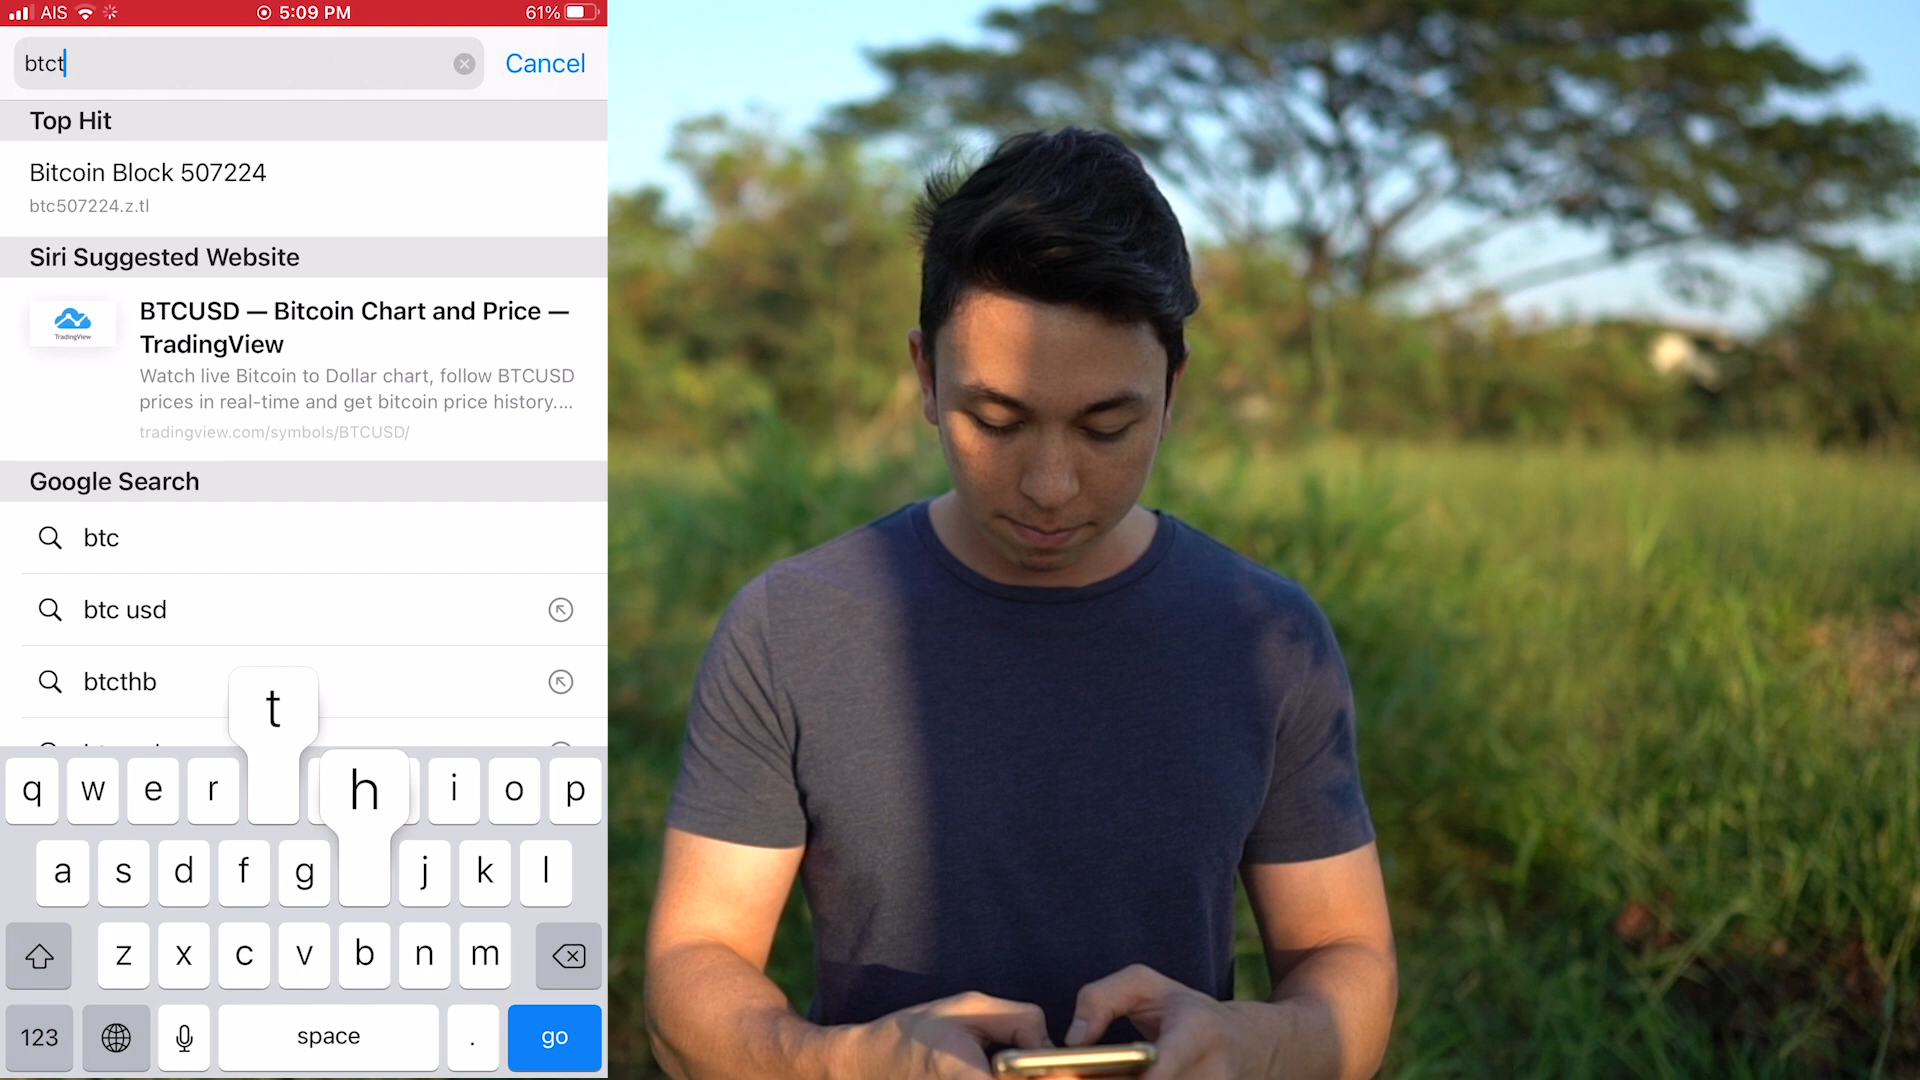 AIS 5:09 PM 61%
btct Cancel
Top Hit
Bitcoin Block 507224
btc507224.z.tl
Siri Suggested Website
BTCUSD — Bitcoin Chart and Price —
TradingView
TradingView
Watch live Bitcoin to Dollar chart, follow BTCUSD
prices in real-time and get bitcoin price history....
tradingview.com/symbols/BTCUSD/
Google Search
btc
btc usd
btcthb
t
q w e r h i o p
a s d f g j k l
z x c v b n m
123 space . go